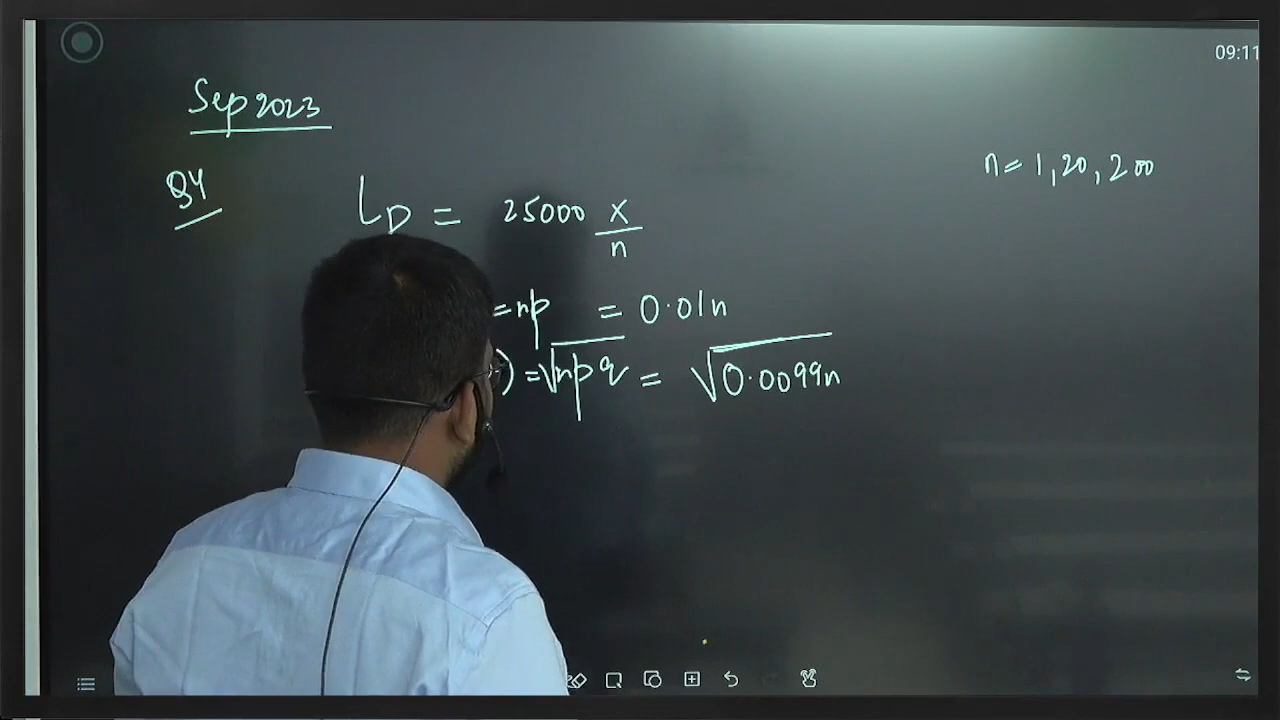 09:11
Sep 2023
n = 1, 20, 200
Q4
L_D = 25000 X/n
= np = 0.01n
) = √npq = √0.0099n